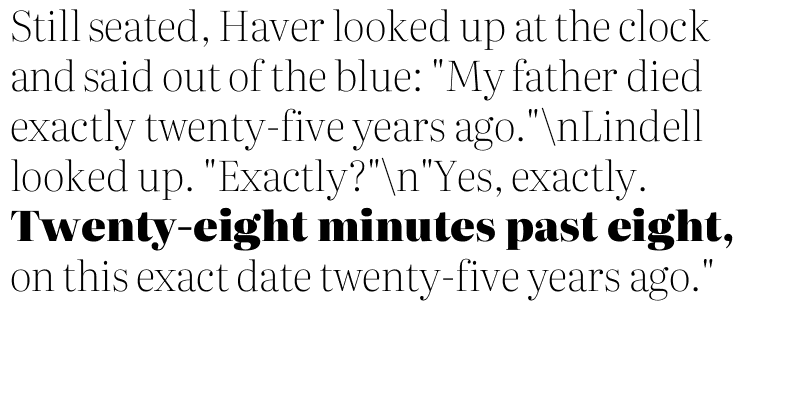 Still seated, Haver looked up at the clock
and said out of the blue: "My father died
exactly twenty-five years ago."\nLindell
looked up. "Exactly?"\n"Yes, exactly.
Twenty-eight minutes past eight,
on this exact date twenty-five years ago."